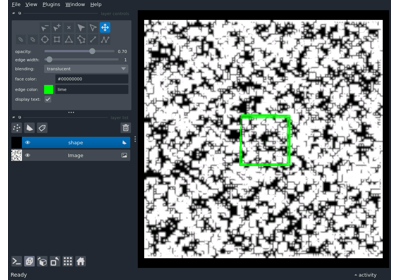 File View Plugins Window Help
opacity: 0.70
edge width: 1
blending: translucent
face color: #00000000
edge color: lime
display text: ✓
shape
image
Ready
activity